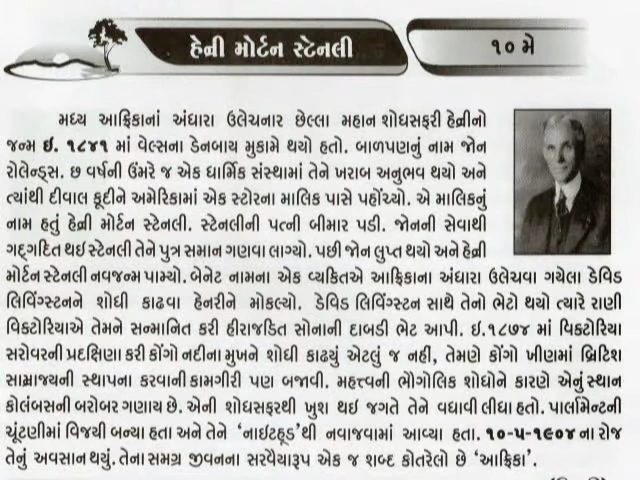 હેન્રી મોર્ટન સ્ટેનલી
૧૦ મે
મધ્ય આફ્રિકાનાં અંધારા ઉલેચનાર છેલ્લા મહાન શોધસફરી હેન્રીનો
જન્મ ઇ. ૧૮૪૧ માં વેલ્સના ડેનબાય મુકામે થયો હતો. બાળપણનું નામ જોન
રોલેન્ડ્સ. છ વર્ષની ઉંમરે જ એક ધાર્મિક સંસ્થામાં તેને ખરાબ અનુભવ થયો અને
ત્યાંથી દીવાલ કૂદીને અમેરિકામાં એક સ્ટોરના માલિક પાસે પહોંચ્યો. એ માલિકનું
નામ હતું હેન્રી મોર્ટન સ્ટેનલી. સ્ટેનલીની પત્ની બીમાર પડી. જોનની સેવાથી
ગદ્ગદિત થઇ સ્ટેનલી તેને પુત્ર સમાન ગણવા લાગ્યો. પછી જોન લુપ્ત થયો અને હેન્રી
મોર્ટન સ્ટેનલી નવજન્મ પામ્યો. બેનેટ નામના એક વ્યકિતએ આફ્રિકાના અંધારા ઉલેચવા ગયેલા ડેવિડ
લિવિંગ્સ્ટનને શોધી કાઢવા હેનરીને મોકલ્યો. ડેવિડ લિવિંગ્સ્ટન સાથે તેનો ભેટો થયો ત્યારે રાણી
વિક્ટોરિયાએ તેમને સન્માનિત કરી હીરાજડિત સોનાની દાબડી ભેટ આપી. ઇ.૧૮૭૪ માં વિક્ટોરિયા
સરોવરની પ્રદક્ષિણા કરી કોંગો નદીના મુખને શોધી કાઢ્યું એટલું જ નહીં, તેમણે કોંગો ખીણમાં બ્રિટિશ
સામ્રાજયની સ્થાપના કરવાની કામગીરી પણ બજાવી. મહત્ત્વની ભૌગોલિક શોધોને કારણે એનું સ્થાન
કોલંબસની બરોબર ગણાય છે. એની શોધસફરથી ખુશ થઇ જગતે તેને વધાવી લીધા હતો. પાર્લામેન્ટની
ચૂંટણીમાં વિજયી બન્યા હતા અને તેને ‘નાઇટહૂડ’થી નવાજવામાં આવ્યા હતા. ૧૦-૫-૧૯૦૪ ના રોજ
તેનું અવસાન થયું. તેના સમગ્ર જીવનના સરવૈયારૂપ એક જ શબ્દ કોતરેલો છે ‘આફ્રિકા’.